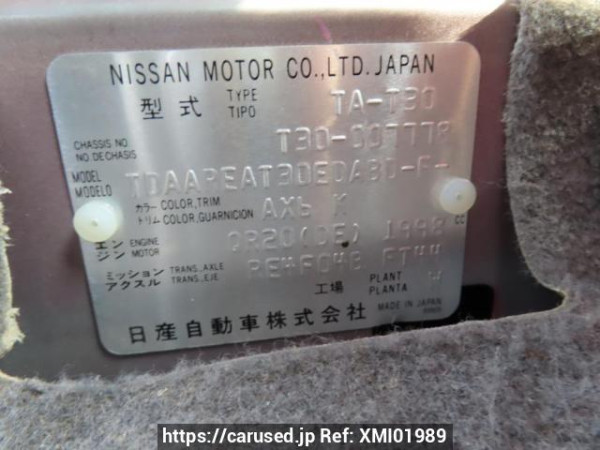 NISSAN MOTOR CO.,LTD. JAPAN
型式 TYPE TIPO TA-T30
CHASSIS NO. NO DE CHASIS
MODEL MODELO
カラー トリム COLOR,TRIM COLOR, GUARNICION AX6 K
エンジン ENGINE MOTOR QR20(DE) 1998 CC
ミッション アクスル TRANS.,AXLE TRANS., EJE RE4F04B FT44
工場 PLANT PLANTA W
日産自動車株式会社 MADE IN JAPAN
https://carused.jp Ref: XMI01989